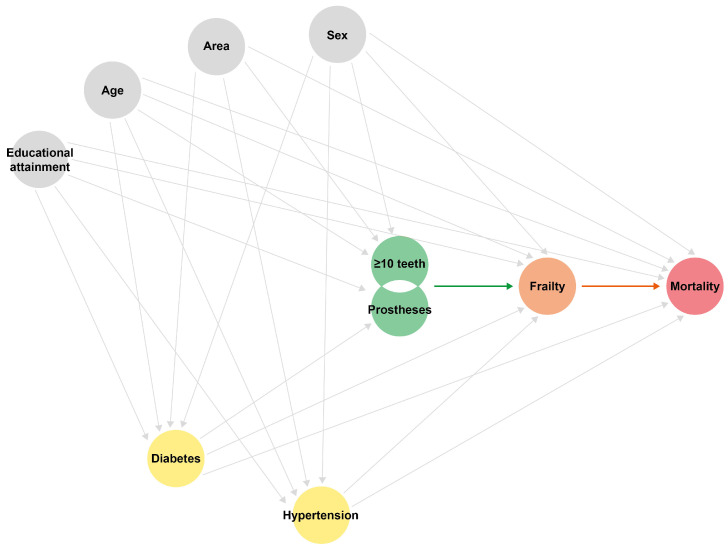 Sex
Area
Age
Educational
attainment
≥10 teeth
Prostheses
Frailty
Mortality
Diabetes
Hypertension